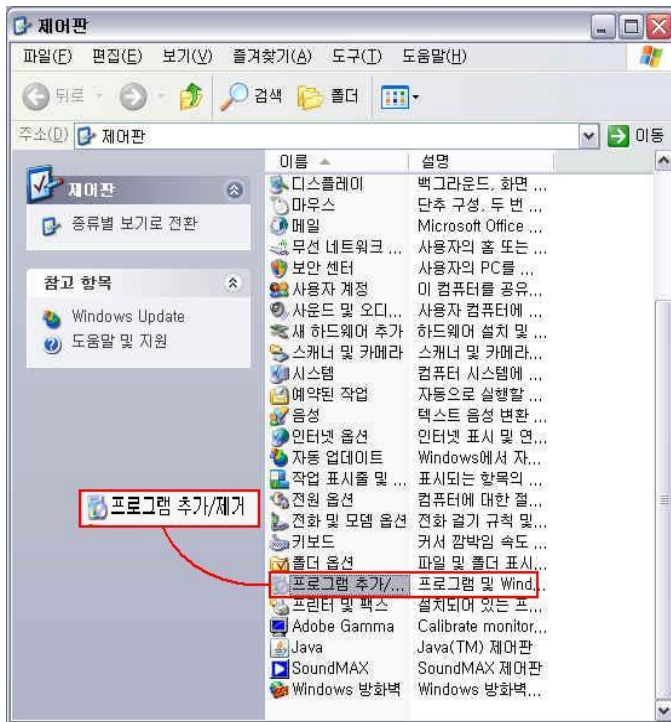 제어판
파일(F) 편집(E) 보기(V) 즐겨찾기(A) 도구(T) 도움말(H)
뒤로 검색 폴더
주소(D) 제어판 이동
제어판
종류별 보기로 전환
참고 항목
Windows Update
도움말 및 지원
이름 설명
디스플레이 백그라운드, 화면 ...
마우스 단추 구성, 두 번 ...
메일 Microsoft Office ...
무선 네트워크 ... 사용자의 홈 또는 ...
보안 센터 사용자의 PC를 ...
사용자 계정 이 컴퓨터를 공유...
사운드 및 오디... 사용자 컴퓨터에 ...
새 하드웨어 추가 하드웨어 설치 및 ...
스캐너 및 카메라 스캐너 및 카메라...
시스템 컴퓨터 시스템에 ...
예약된 작업 자동으로 실행할 ...
음성 텍스트 음성 변환 ...
인터넷 옵션 인터넷 표시 및 연...
자동 업데이트 Windows에서 자...
작업 표시줄 및 ... 표시되는 항목의 ...
전원 옵션 컴퓨터에 대한 절...
전화 및 모뎀 옵션 전화 걸기 규칙 및...
키보드 커서 깜박임 속도 ...
폴더 옵션 파일 및 폴더 표시...
프로그램 추가/제거
프로그램 추가/... 프로그램 및 Wind...
프린터 및 팩스 설치되어 있는 프...
Adobe Gamma Calibrate monitor...
Java Java(TM) 제어판
SoundMAX SoundMAX 제어판
Windows 방화벽 Windows 방화벽...